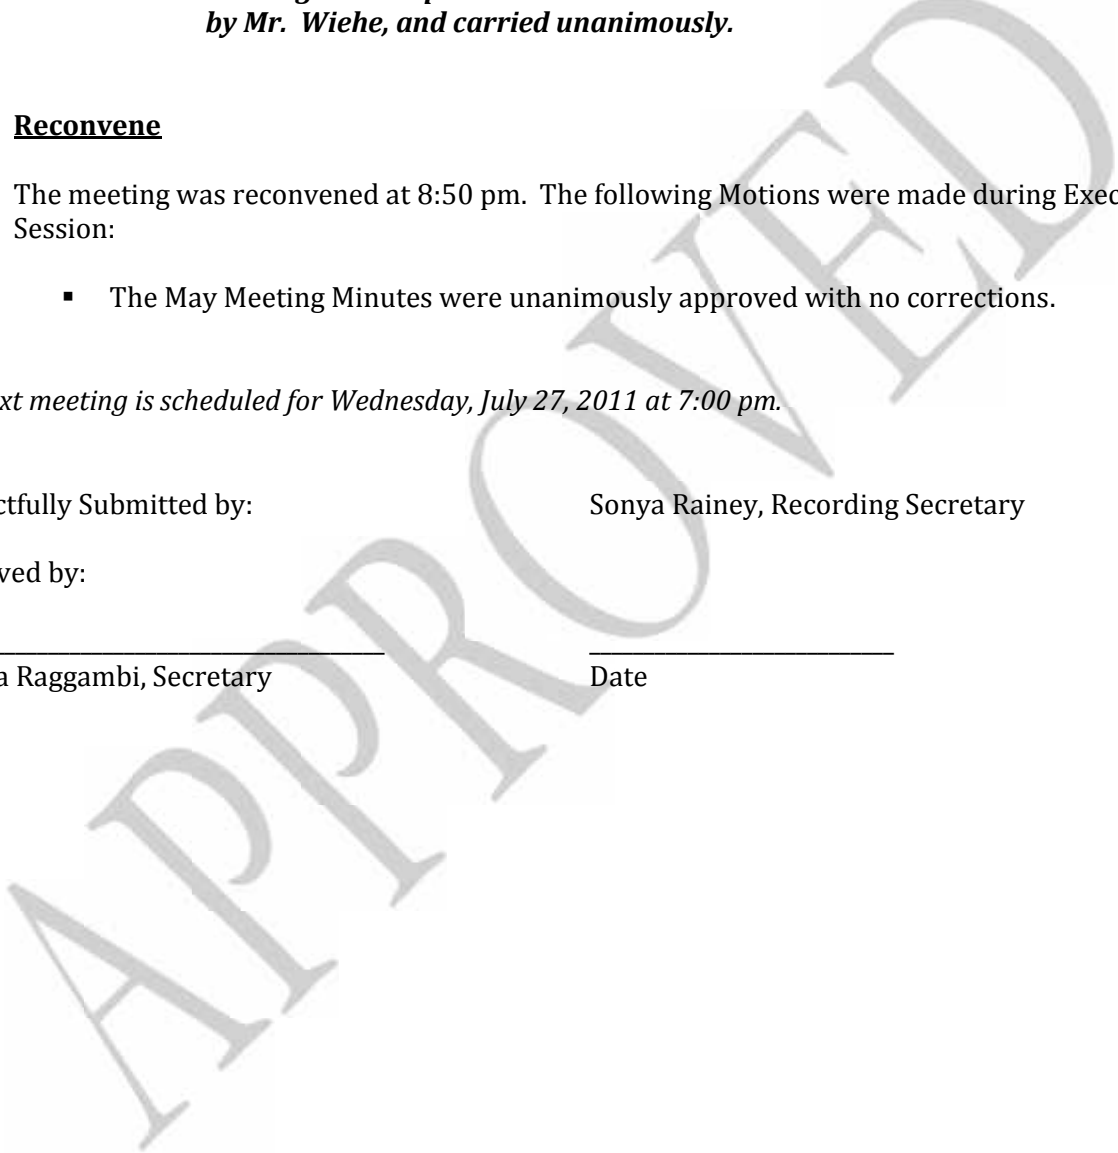 by Mr. Wiehe, and carried unanimously.
Reconvene
The meeting was reconvened at 8:50 pm. The following Motions were made during Exec
Session:
▪ The May Meeting Minutes were unanimously approved with no corrections.
xt meeting is scheduled for Wednesday, July 27, 2011 at 7:00 pm.
ctfully Submitted by: Sonya Rainey, Recording Secretary
ved by:
a Raggambi, Secretary Date
APPROVED